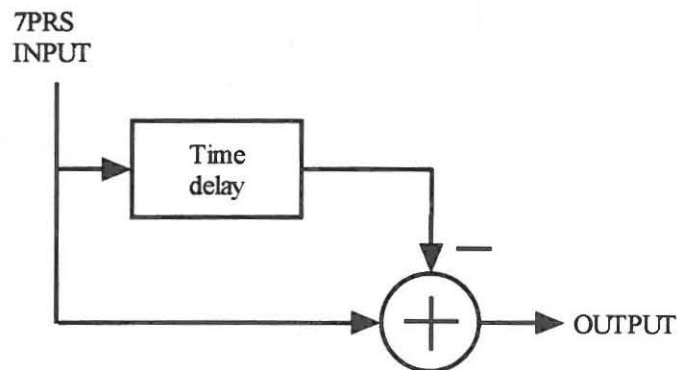 7PRS
INPUT
Time
delay
—
+
OUTPUT